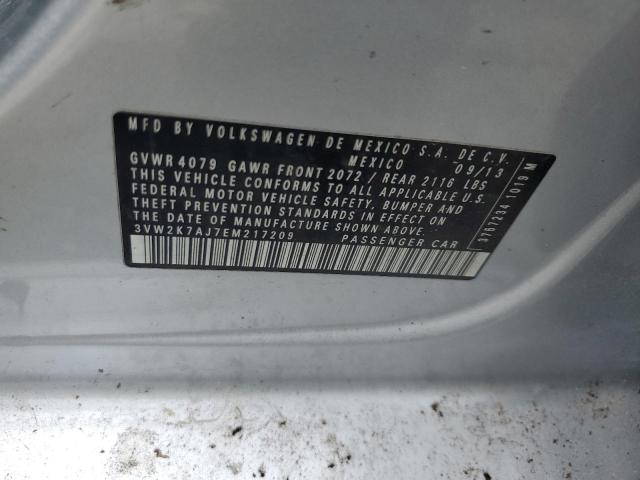 MFD BY VOLKSWAGEN DE MEXICO S.A. DE C.V.
MEXICO 09/13
GVWR 4079 GAWR FRONT 2072 / REAR 2116 LBS
THIS VEHICLE CONFORMS TO ALL APPLICABLE U.S.
FEDERAL MOTOR VEHICLE SAFETY, BUMPER AND
THEFT PREVENTION STANDARDS IN EFFECT ON
THE DATE OF MANUFACTURE
3VW2K7AJ7EM217209 PASSENGER CAR
3767234 1019 M